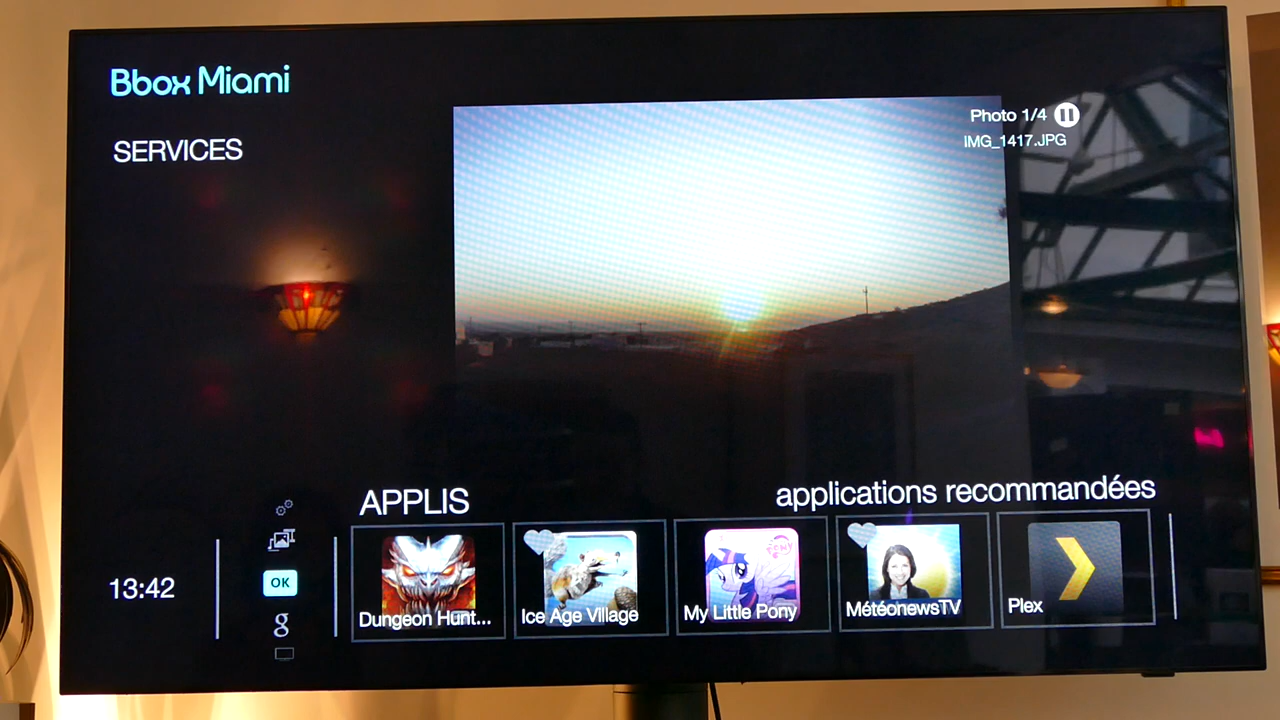 Bbox Miami
SERVICES
Photo 1/4
IMG_1417.JPG
APPLIS
applications recommandées
13:42
OK
g
Dungeon Hunt...
Ice Age Village
My Little Pony
MétéonewsTV
Plex